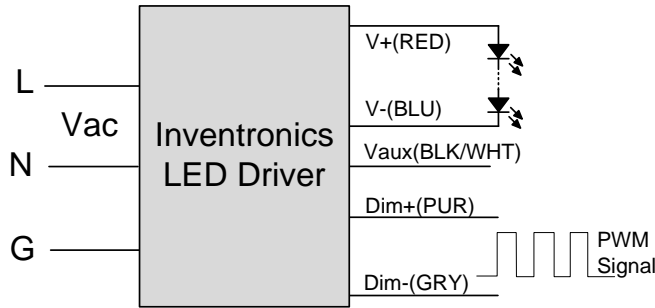 L
Vac
N
G
Inventronics
LED Driver
V+(RED)
V-(BLU)
Vaux(BLK/WHT)
Dim+(PUR)
Dim-(GRY)
PWM
Signal